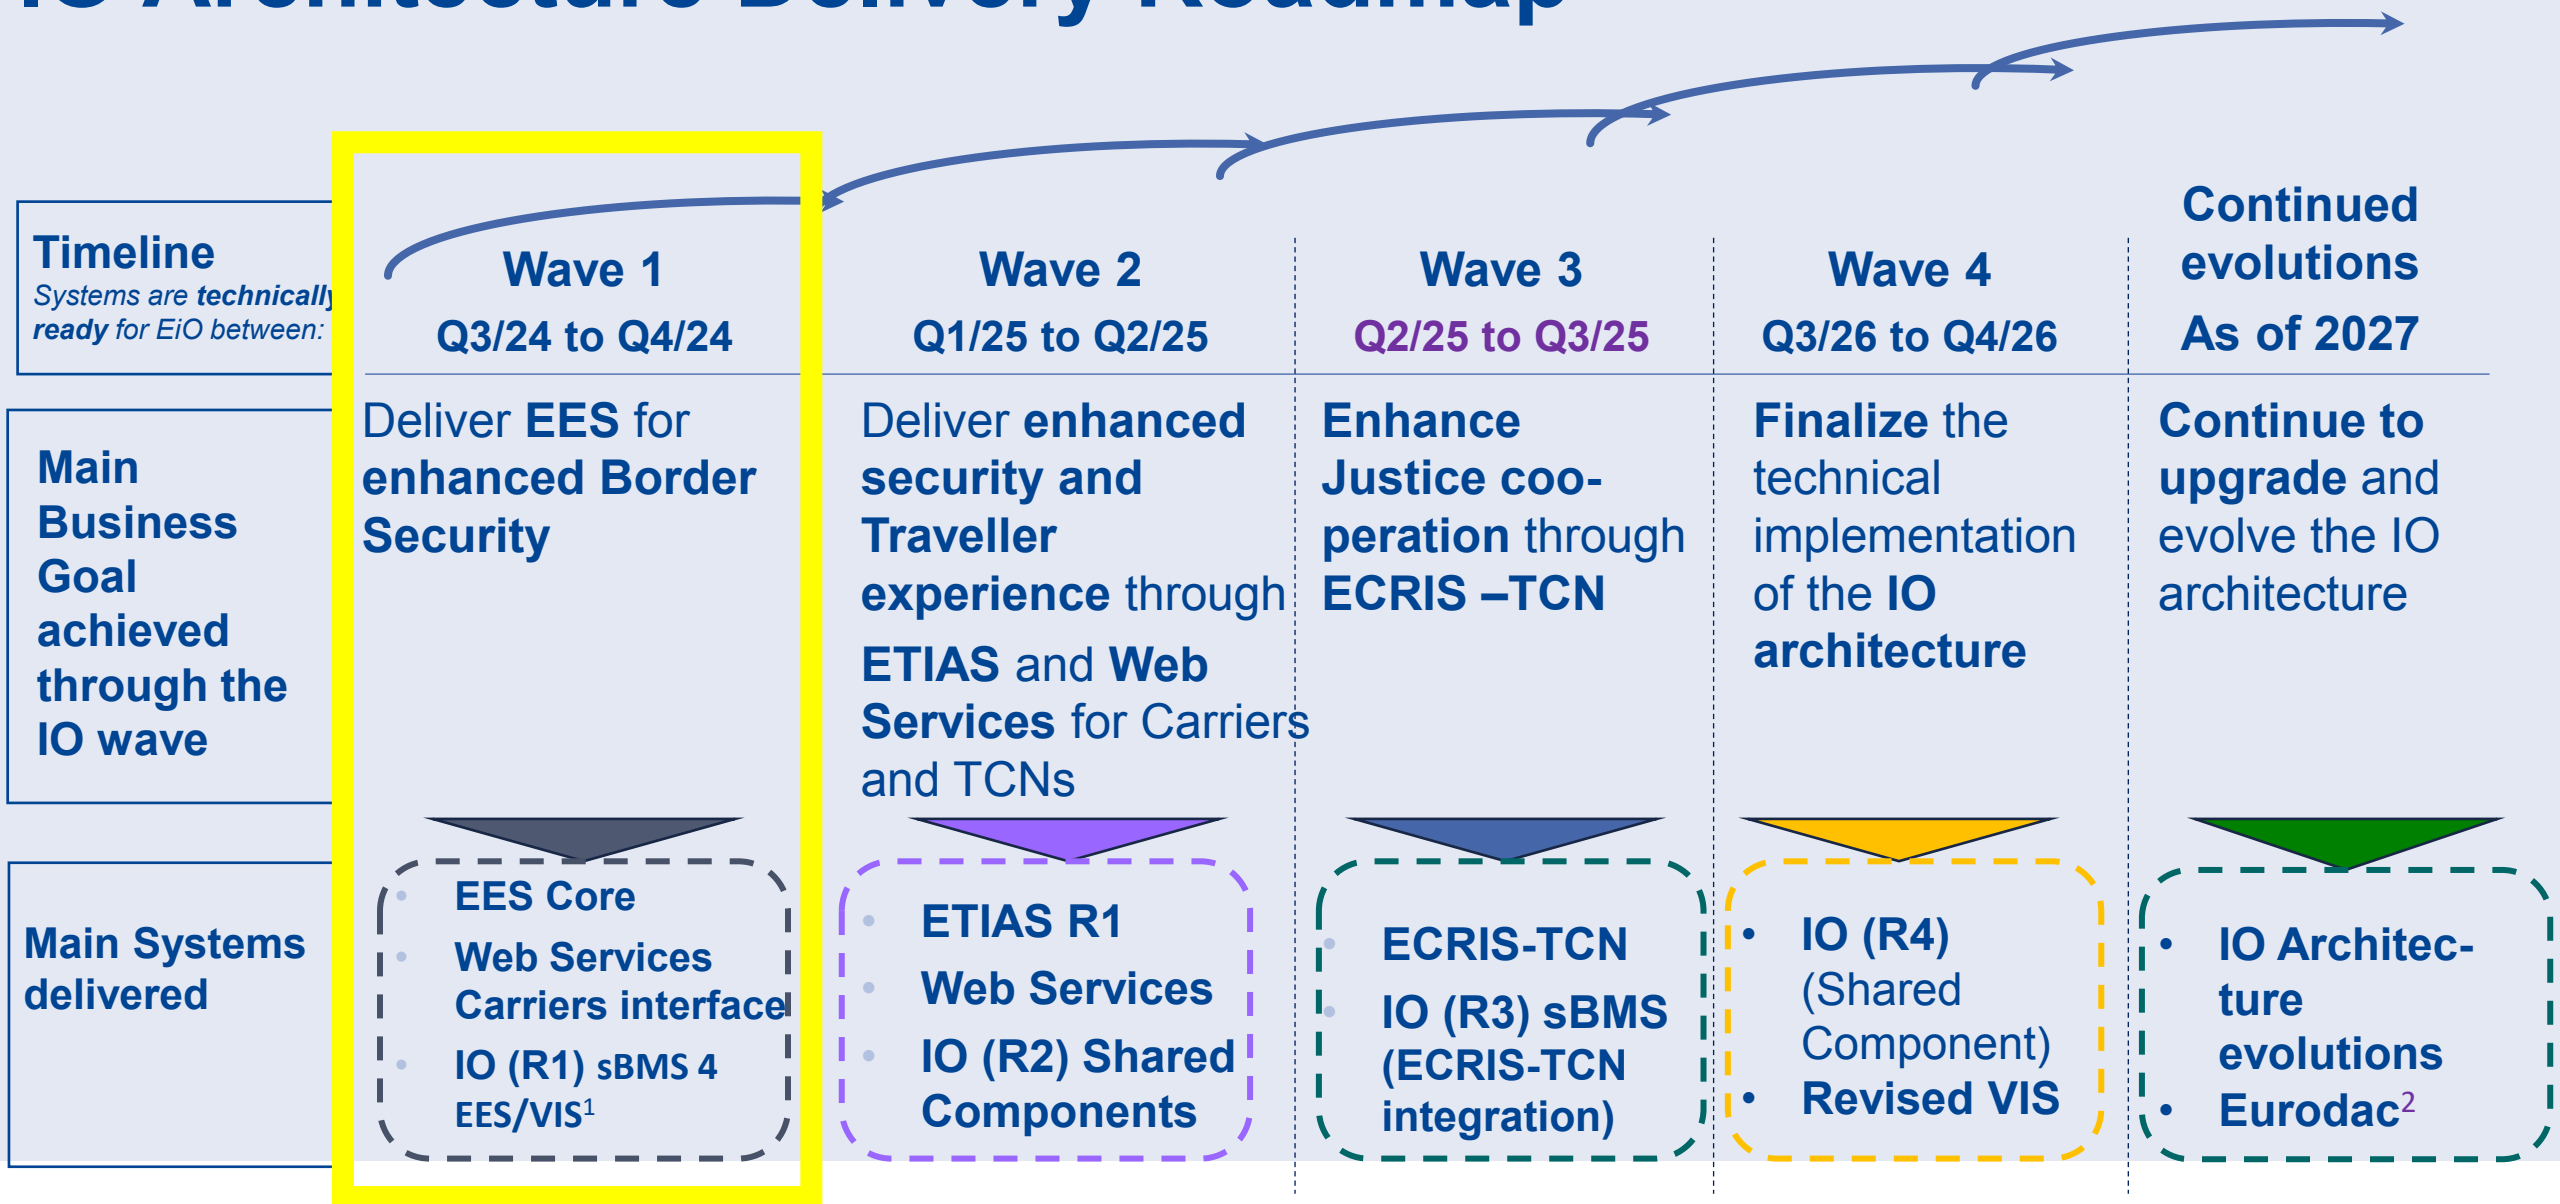 IO Architecture Delivery Roadmap
Timeline
Systems are technically
ready for EiO between:
Wave 1
Q3/24 to Q4/24
Wave 2
Q1/25 to Q2/25
Wave 3
Q2/25 to Q3/25
Wave 4
Q3/26 to Q4/26
Continued
evolutions
As of 2027
Main
Business
Goal
achieved
through the
IO wave
Deliver EES for
enhanced Border
Security
Deliver enhanced
security and
Traveller
experience through
ETIAS and Web
Services for Carriers
and TCNs
Enhance
Justice coo-
peration through
ECRIS –TCN
Finalize the
technical
implementation
of the IO
architecture
Continue to
upgrade and
evolve the IO
architecture
Main Systems
delivered
• EES Core
• Web Services
Carriers interface
• IO (R1) sBMS 4
EES/VIS1
• ETIAS R1
• Web Services
• IO (R2) Shared
Components
• ECRIS-TCN
• IO (R3) sBMS
(ECRIS-TCN
integration)
• IO (R4)
(Shared
Component)
• Revised VIS
• IO Architec-
ture
evolutions
• Eurodac2